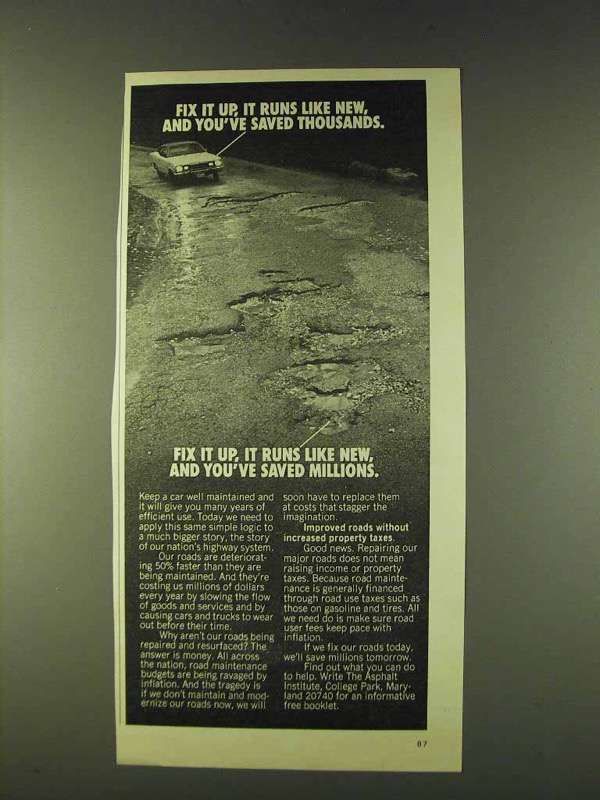 FIX IT UP, IT RUNS LIKE NEW,
AND YOU'VE SAVED THOUSANDS.
FIX IT UP, IT RUNS LIKE NEW,
AND YOU'VE SAVED MILLIONS.
Keep a car well maintained and
it will give you many years of
efficient use. Today we need to
apply this same simple logic to
a much bigger story, the story
of our nation's highway system.
Our roads are deteriorat-
ing 50% faster than they are
being maintained. And they're
costing us millions of dollars
every year by slowing the flow
of goods and services and by
causing cars and trucks to wear
out before their time.
Why aren't our roads being
repaired and resurfaced? The
answer is money. All across
the nation, road maintenance
budgets are being ravaged by
inflation. And the tragedy is
if we don't maintain and mod-
ernize our roads now, we will
soon have to replace them
at costs that stagger the
imagination.
Improved roads without
increased property taxes.
Good news. Repairing our
major roads does not mean
raising income or property
taxes. Because road mainte-
nance is generally financed
through road use taxes such as
those on gasoline and tires. All
we need do is make sure road
user fees keep pace with
inflation.
If we fix our roads today,
we'll save millions tomorrow.
Find out what you can do
to help. Write The Asphalt
Institute, College Park, Mary-
land 20740 for an informative
free booklet.
87